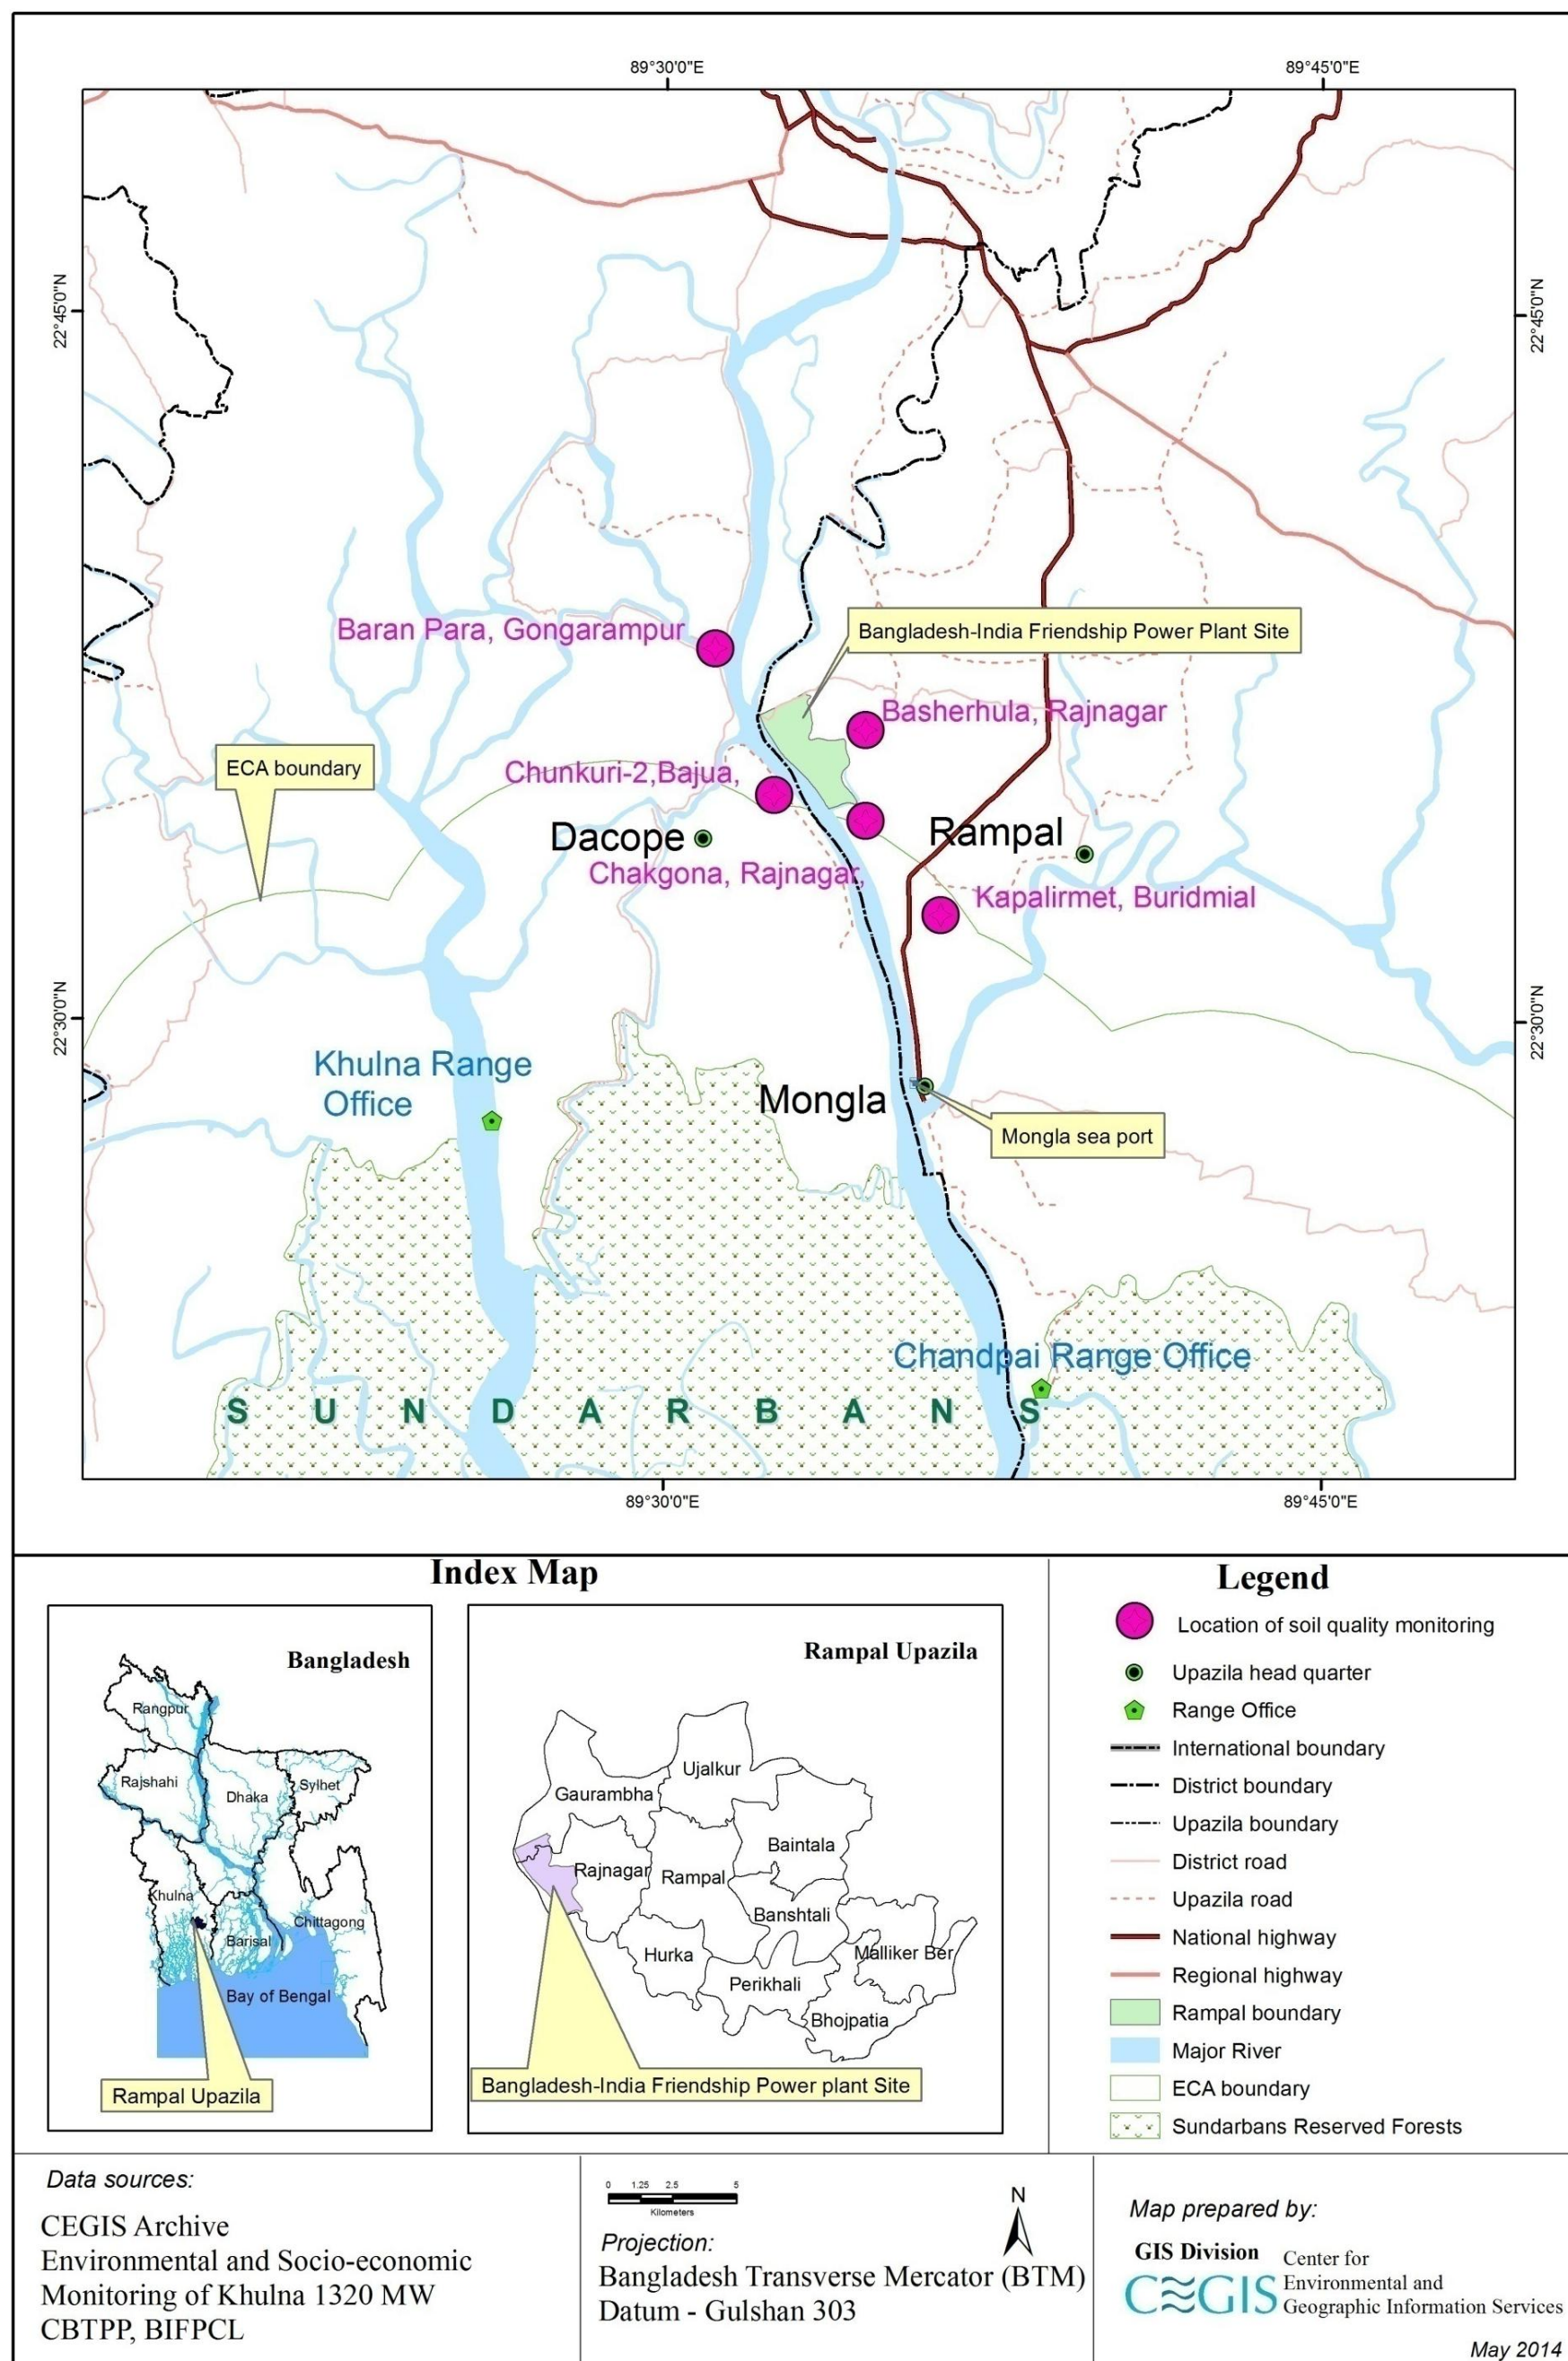 89°30'0"E
89°45'0"E
22°45'0"N
22°45'0"N
Baran Para, Gongarampur
Bangladesh-India Friendship Power Plant Site
Basherhula, Rajnagar
ECA boundary
Chunkuri-2,Bajua,
Dacope
Rampal
Chakgona, Rajnagar,
Kapalirmet, Buridmial
22°30'0"N
22°30'0"N
Khulna Range
Office
Mongla
Mongla sea port
Chandpai Range Office
S U N D A R B A N S
89°30'0"E
89°45'0"E
Index Map
Bangladesh
Rangpur
Rajshahi
Dhaka
Sylhet
Khulna
Barisal
Chittagong
Bay of Bengal
Rampal Upazila
Rampal Upazila
Ujalkur
Gaurambha
Baintala
Rajnagar
Rampal
Banshtali
Hurka
Malliker Ber
Perikhali
Bhojpatia
Bangladesh-India Friendship Power plant Site
Legend
Location of soil quality monitoring
Upazila head quarter
Range Office
International boundary
District boundary
Upazila boundary
District road
Upazila road
National highway
Regional highway
Rampal boundary
Major River
ECA boundary
Sundarbans Reserved Forests
Data sources:
CEGIS Archive
Environmental and Socio-economic
Monitoring of Khulna 1320 MW
CBTPP, BIFPCL
0 1.25 2.5 5
Kilometers
N
Projection:
Bangladesh Transverse Mercator (BTM)
Datum - Gulshan 303
Map prepared by:
GIS Division
CEGIS
Center for
Environmental and
Geographic Information Services
May 2014